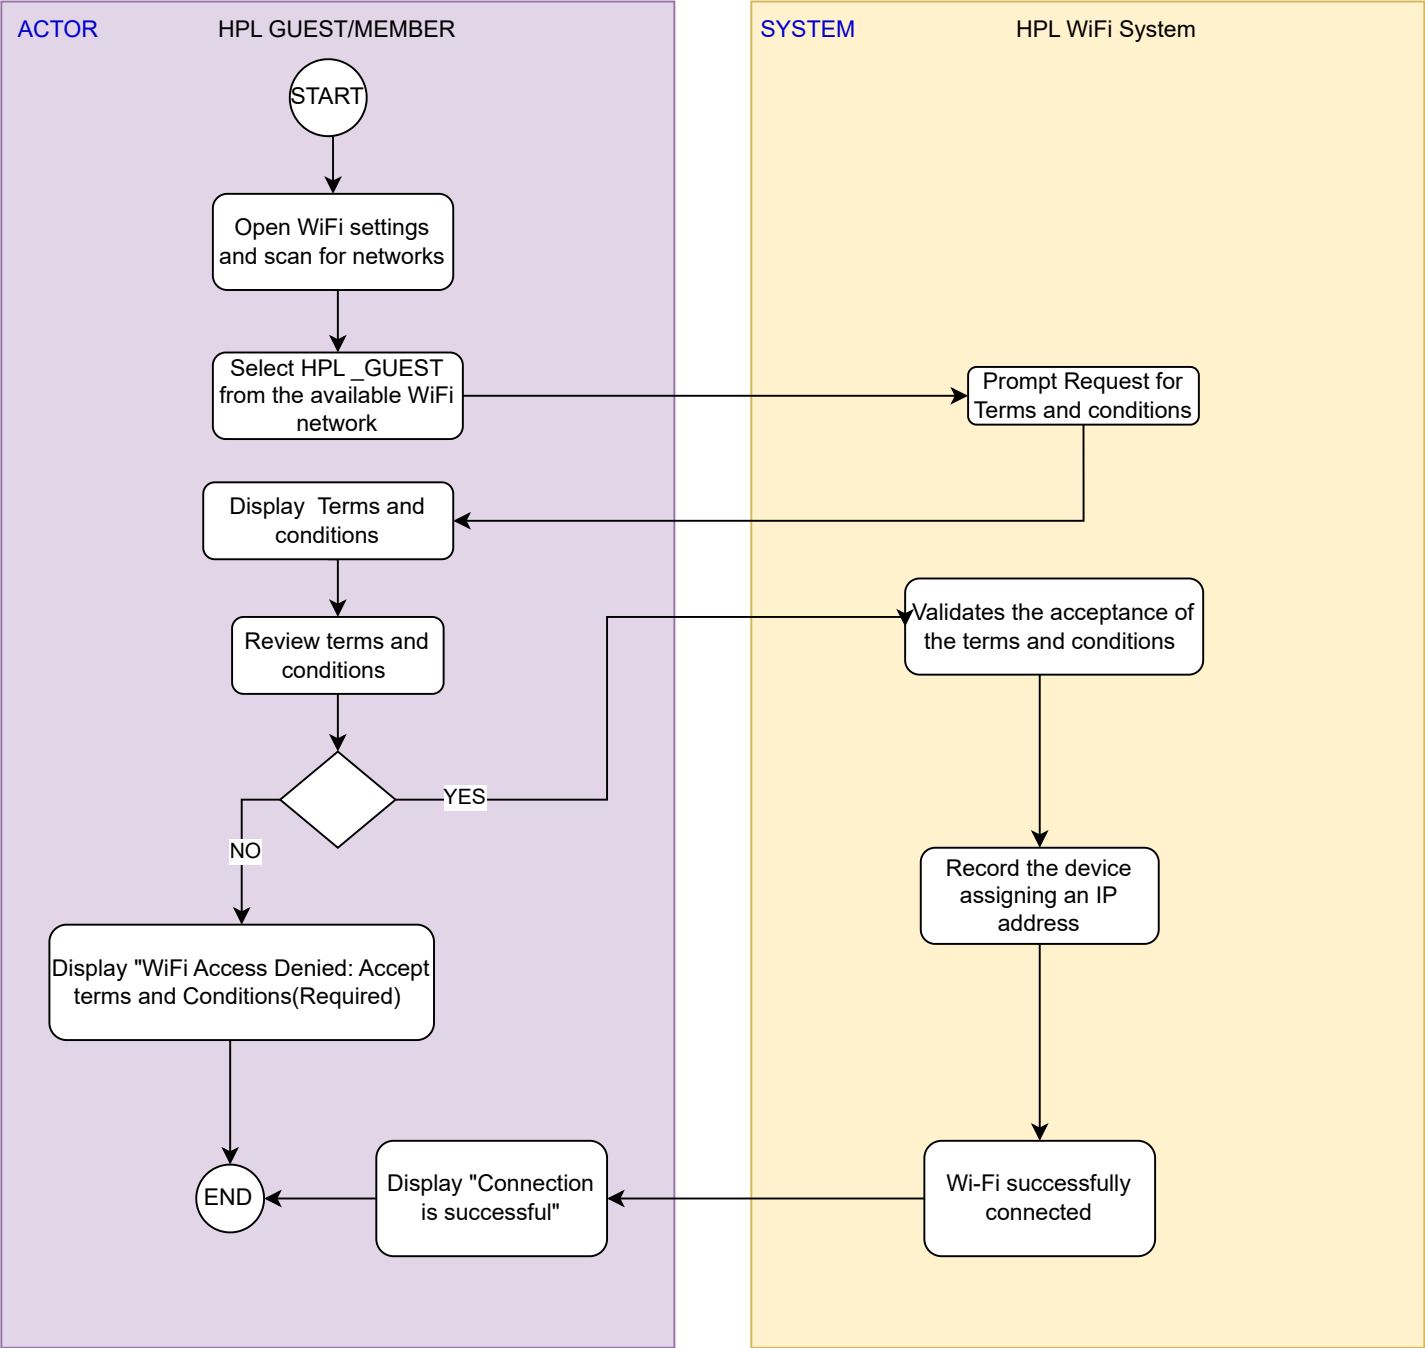 ACTOR
HPL GUEST/MEMBER
SYSTEM
HPL WiFi System
START
Open WiFi settings
and scan for networks
Select HPL _GUEST
from the available WiFi
network
Prompt Request for
Terms and conditions
Display  Terms and
conditions
Validates the acceptance of
the terms and conditions
Review terms and
conditions
YES
NO
Record the device
assigning an IP
address
Display "WiFi Access Denied: Accept
terms and Conditions(Required)
Wi-Fi successfully
connected
Display "Connection
is successful"
END